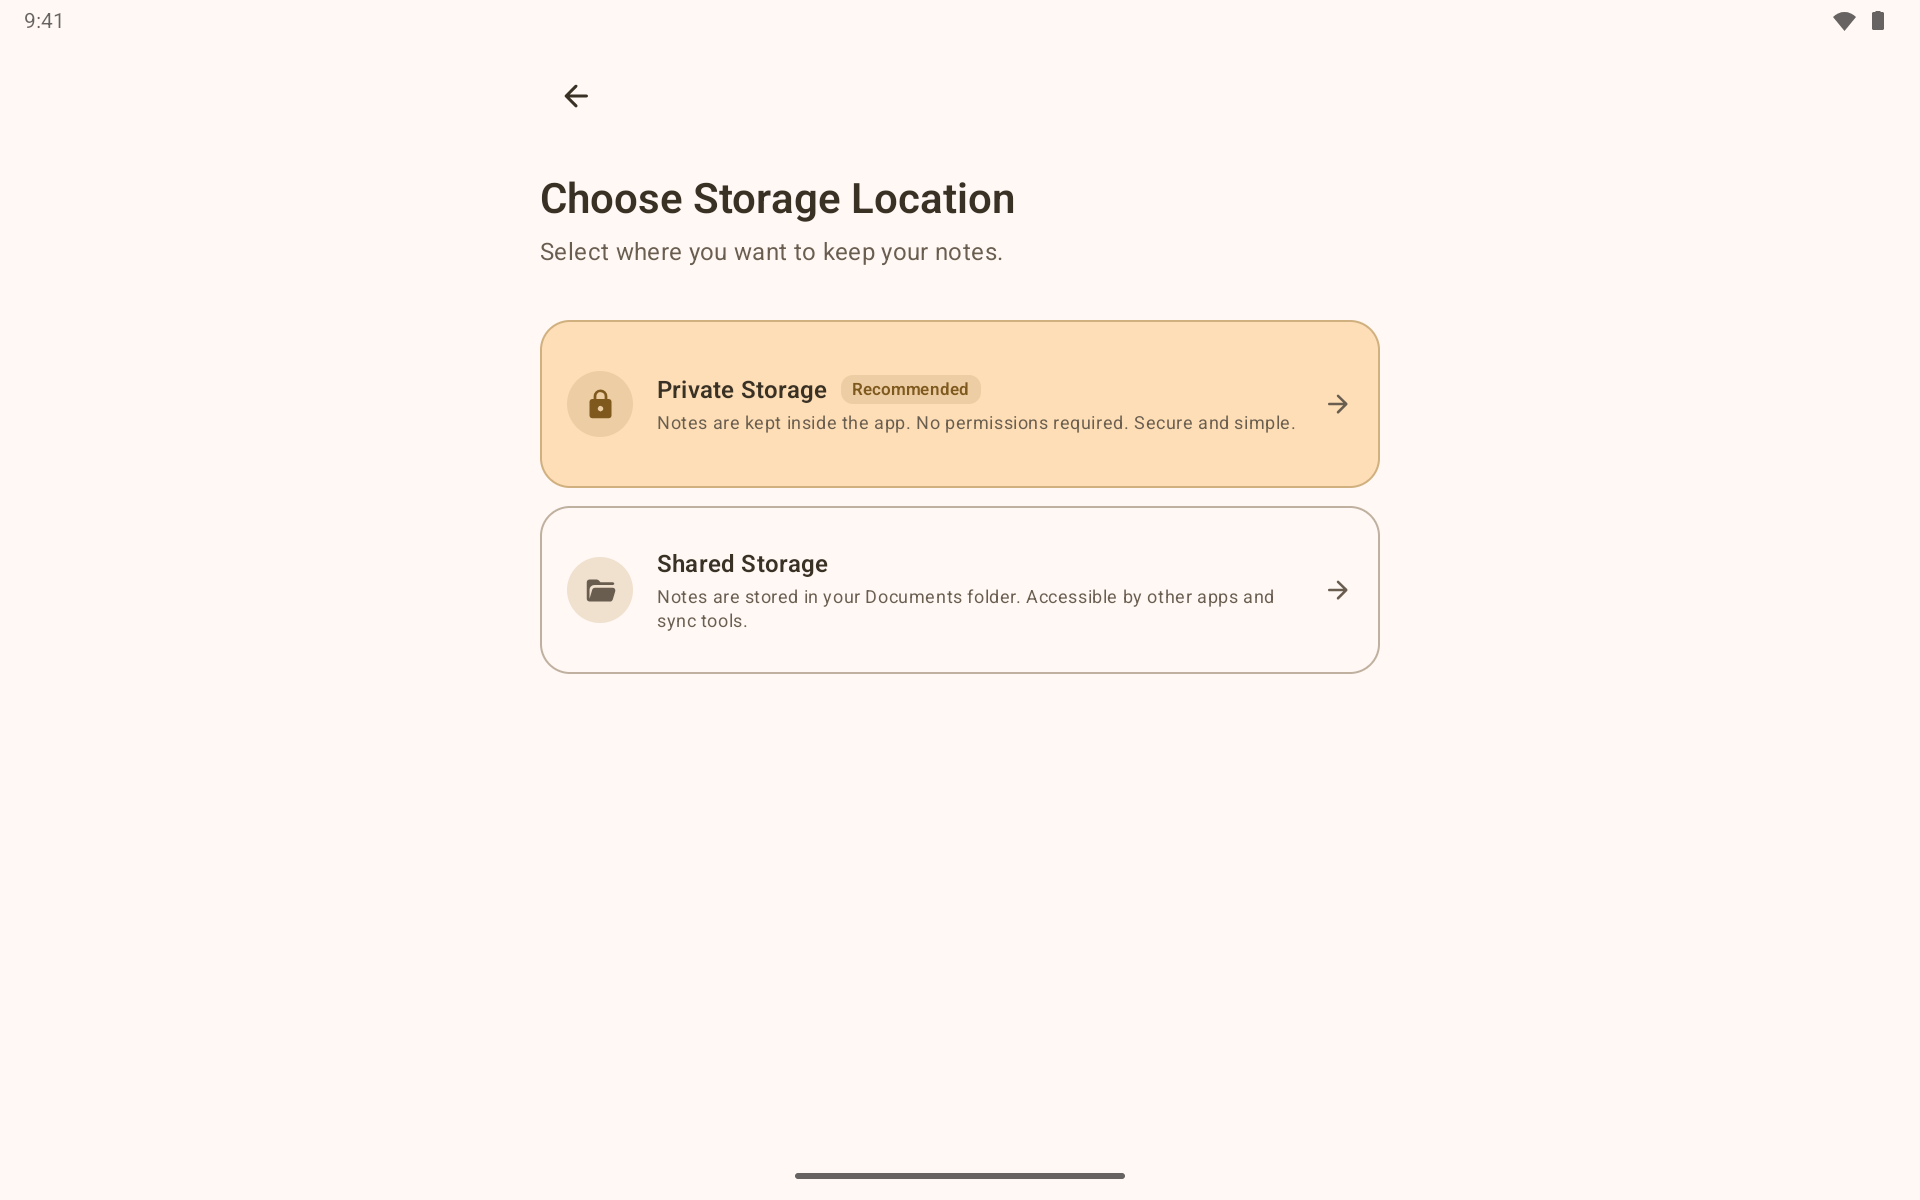 9:41
Choose Storage Location
Select where you want to keep your notes.
Private Storage Recommended
Notes are kept inside the app. No permissions required. Secure and simple.
Shared Storage
Notes are stored in your Documents folder. Accessible by other apps and
sync tools.